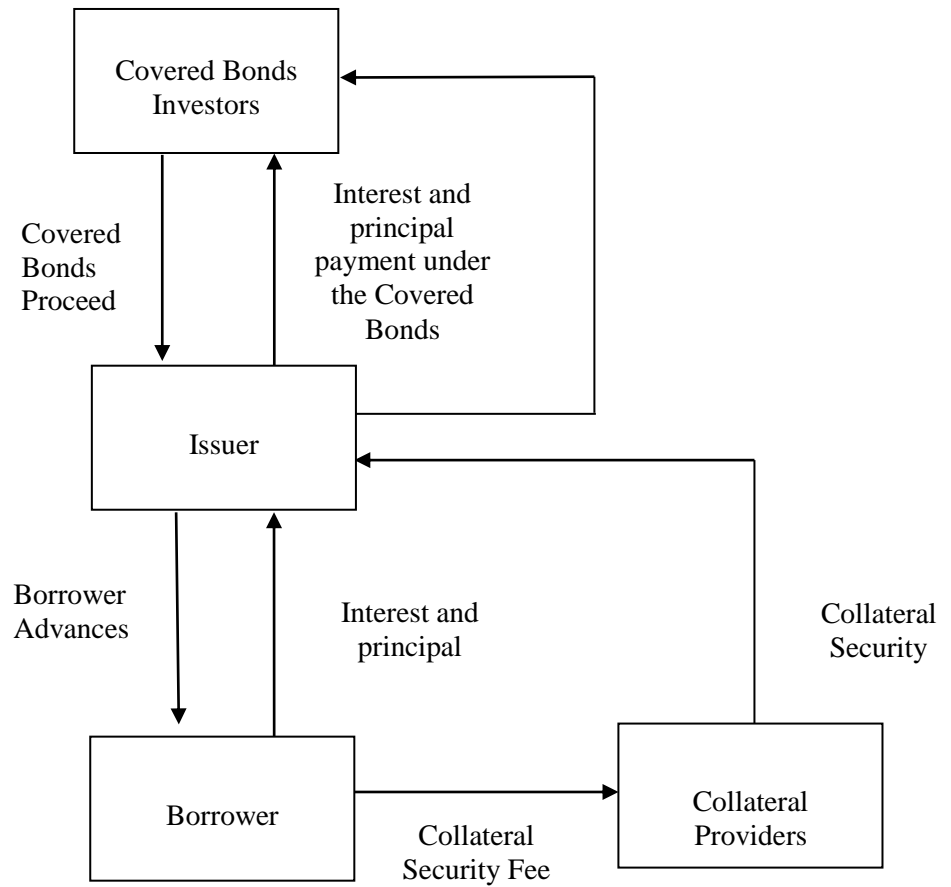 Covered Bonds
Investors
Covered
Bonds
Proceed
Interest and
principal
payment under
the Covered
Bonds
Issuer
Borrower
Advances
Interest and
principal
Collateral
Security
Borrower
Collateral
Security Fee
Collateral
Providers